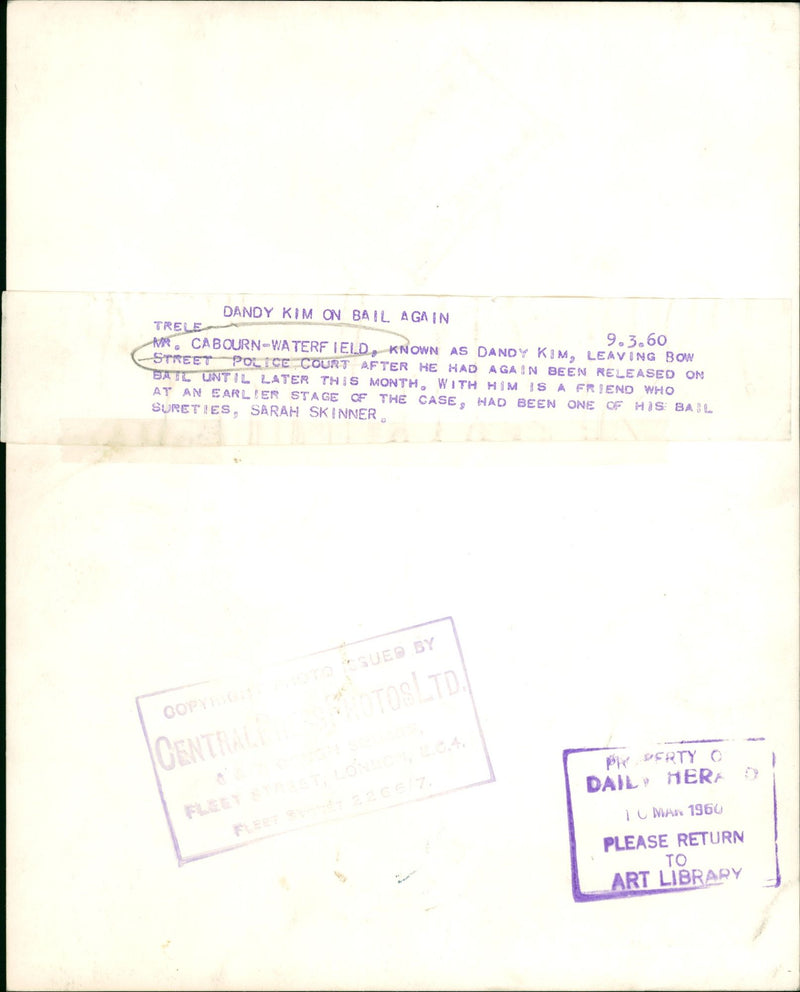 DANDY KIM ON BAIL AGAIN
TRELE 9.3.60
MR. CABOURN-WATERFIELD, KNOWN AS DANDY KIM, LEAVING BOW
STREET POLICE COURT AFTER HE HAD AGAIN BEEN RELEASED ON
BAIL UNTIL LATER THIS MONTH. WITH HIM IS A FRIEND WHO
AT AN EARLIER STAGE OF THE CASE, HAD BEEN ONE OF HIS BAIL
SURETIES, SARAH SKINNER.
COPYRIGHT PHOTO ISSUED BY
CENTRAL PRESS PHOTOS LTD.
FLEET STREET, LONDON, E.C.4.
FLEET STREET 2266/7.
PROPERTY O
DAILY HERALD
10 MAR 1960
PLEASE RETURN
TO
ART LIBRARY